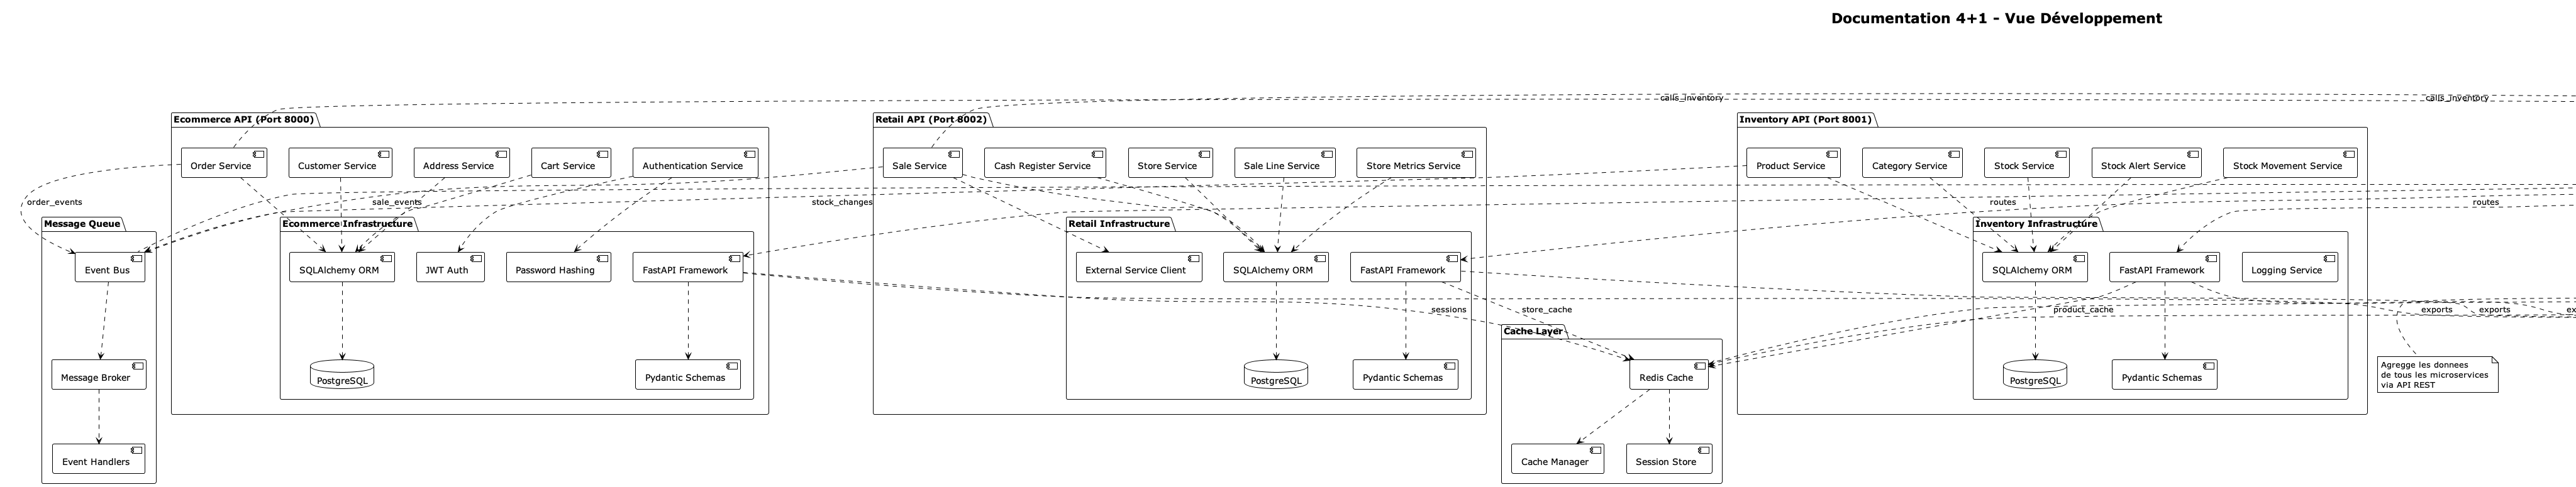 Documentation 4+1 - Vue Développement
calls_inventory
calls_inventory
Ecommerce API (Port 8000)
Order Service
Customer Service
Address Service
Cart Service
Authentication Service
Retail API (Port 8002)
Sale Service
Cash Register Service
Store Service
Sale Line Service
Store Metrics Service
Inventory API (Port 8001)
Product Service
Category Service
Stock Service
Stock Alert Service
Stock Movement Service
order_events
sale_events
stock_changes
routes
routes
Message Queue
Event Bus
Message Broker
Event Handlers
Ecommerce Infrastructure
SQLAlchemy ORM
JWT Auth
Password Hashing
FastAPI Framework
PostgreSQL
Pydantic Schemas
Retail Infrastructure
External Service Client
SQLAlchemy ORM
FastAPI Framework
PostgreSQL
Pydantic Schemas
Inventory Infrastructure
SQLAlchemy ORM
FastAPI Framework
Logging Service
PostgreSQL
Pydantic Schemas
sessions
store_cache
product_cache
exports
exports
ex
Cache Layer
Redis Cache
Cache Manager
Session Store
Agregge les donnees
de tous les microservices
via API REST